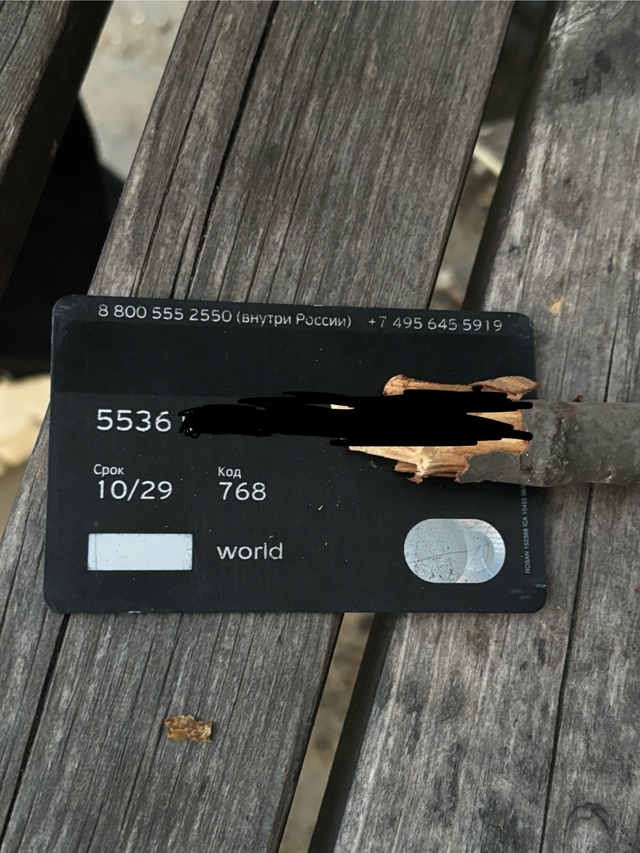 8 800 555 2550 (внутри России) +7 495 645 5919
5536
Срок Код
10/29 768
world